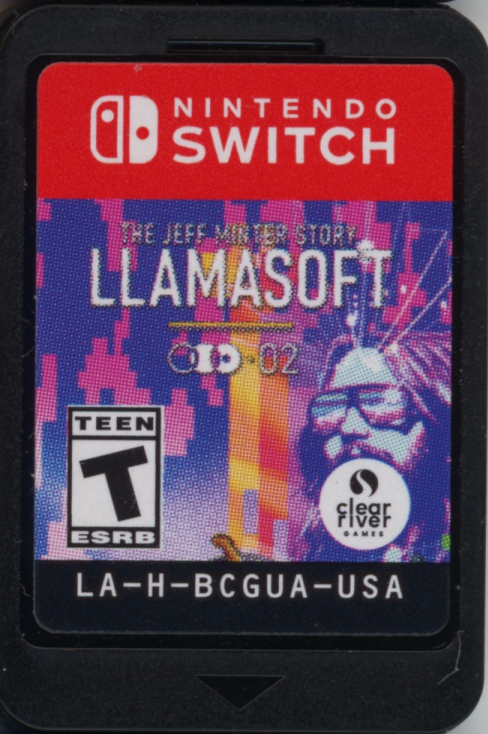 NINTENDO
SWITCH
THE JEFF MINTER STORY
LLAMASOFT
02
TEEN
T
ESRB
clear
river
GAMES
LA-H-BCGUA-USA